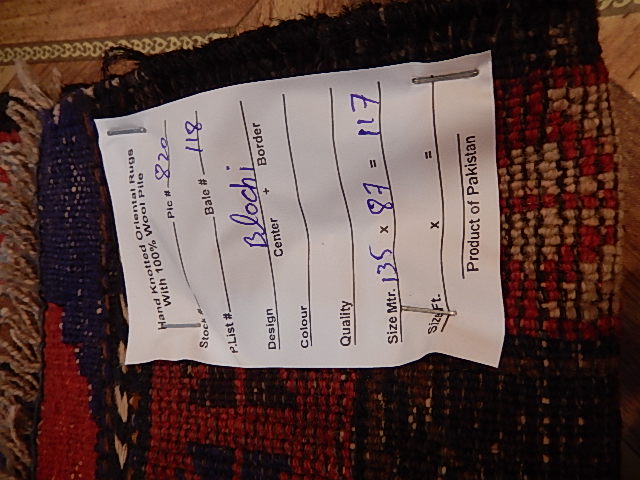 Hand Knotted Oriental Rugs
With 100% Wool Pile
Stock # Pic # 820
P.List # Bale # 118
Design Blochi
Center + Border
Colour
Quality
Size Mtr. 135 x 87 = 117
Size Ft. x =
Product of Pakistan